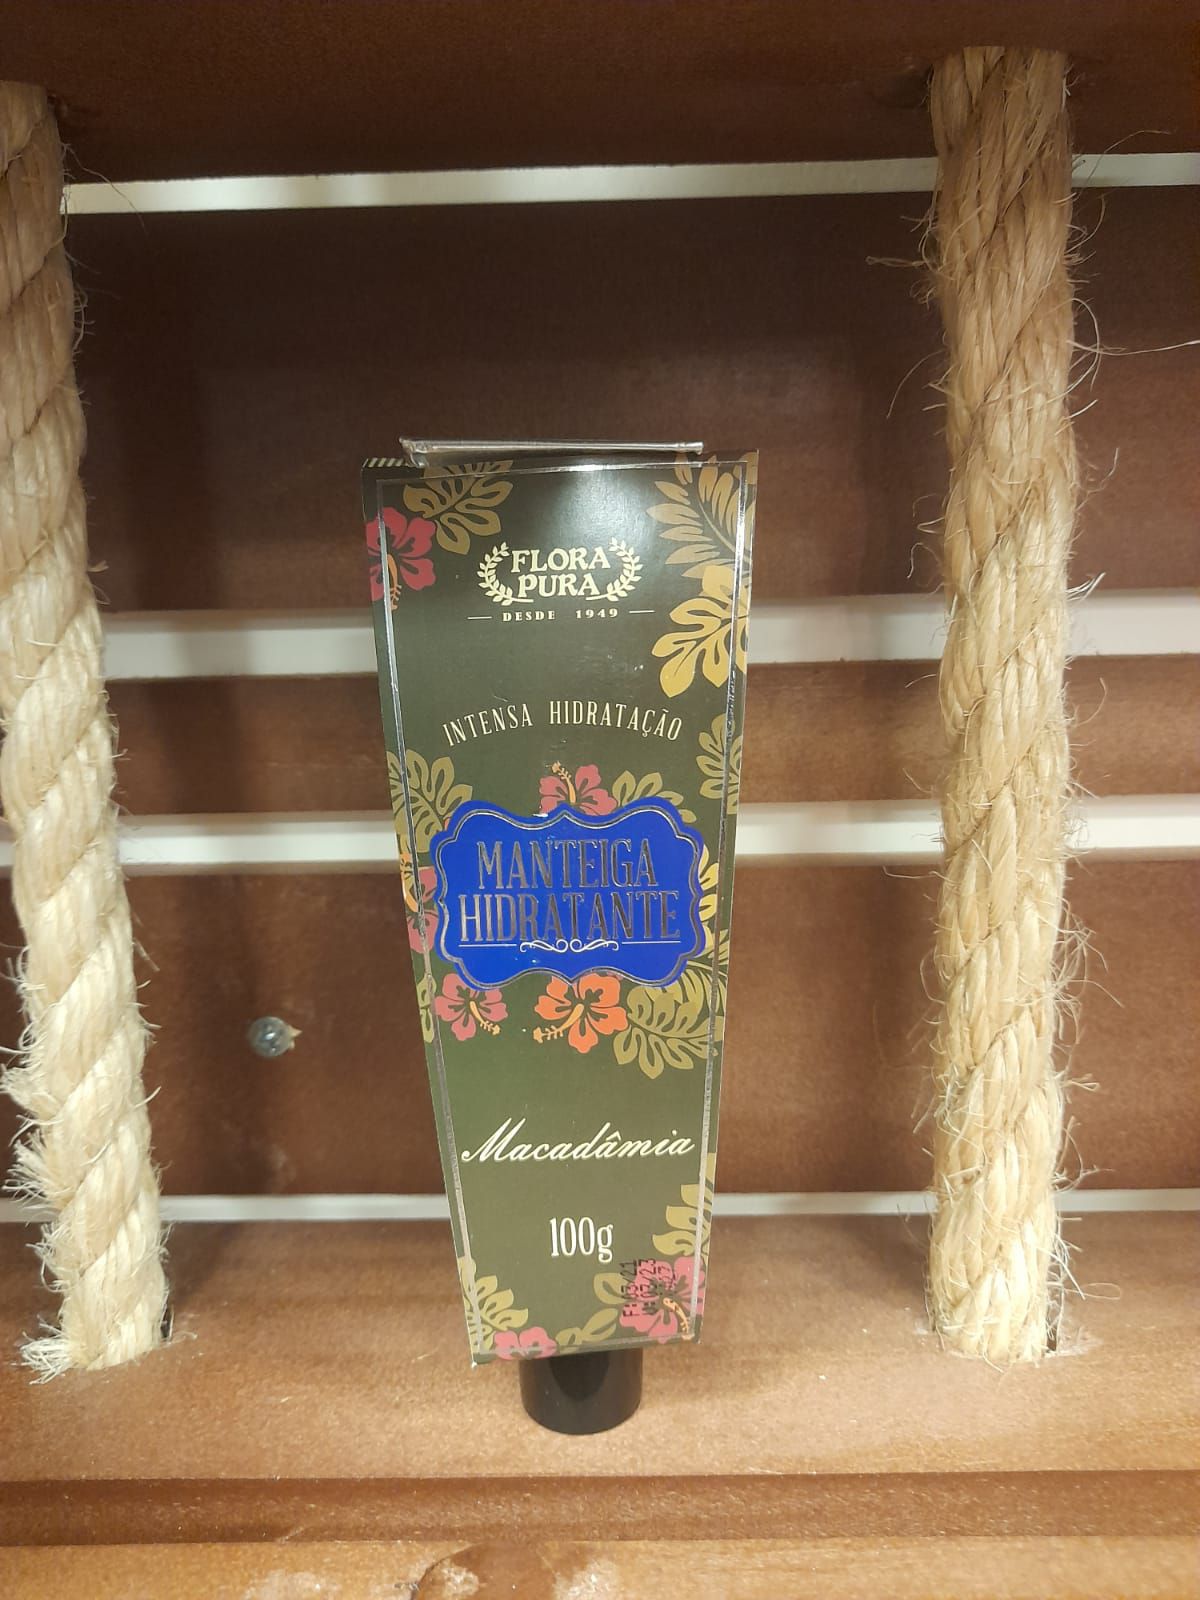 FLORA
PURA
DESDE 1949
INTENSA HIDRATAÇÃO
MANTEIGA
HIDRATANTE
Macadâmia
100g